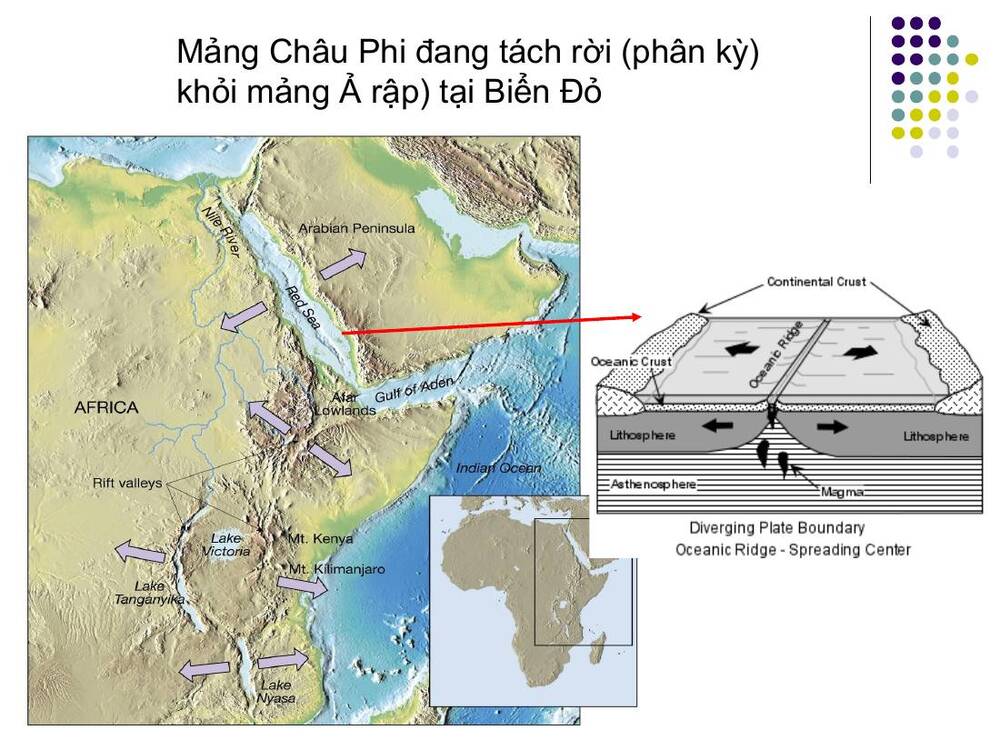 Mảng Châu Phi đang tách rời (phân kỳ)
khỏi mảng Ả rập) tại Biển Đỏ
Nile River
Arabian Peninsula
Red Sea
Gulf of Aden
Afar
Lowlands
AFRICA
Indian Ocean
Rift valleys
Lake
Victoria
Mt. Kenya
Mt. Kilimanjaro
Lake
Tanganyika
Lake
Nyasa
Continental Crust
Oceanic Ridge
Oceanic Crust
Lithosphere
Lithosphere
Asthenosphere
Magma
Diverging Plate Boundary
Oceanic Ridge - Spreading Center